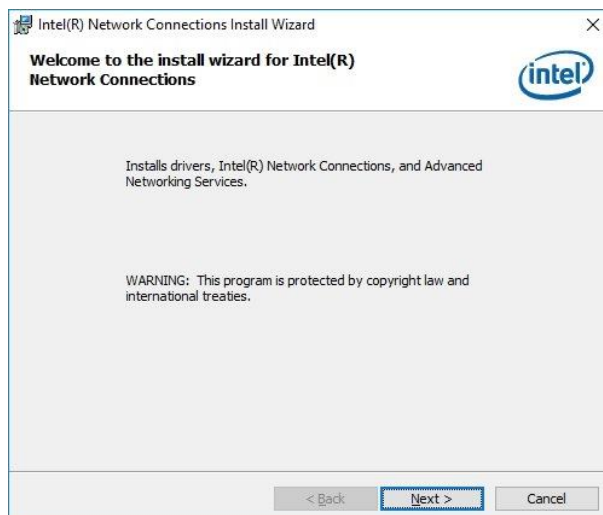 Intel(R) Network Connections Install Wizard
Welcome to the install wizard for Intel(R)
Network Connections
intel
Installs drivers, Intel(R) Network Connections, and Advanced
Networking Services.
WARNING: This program is protected by copyright law and
international treaties.
< Back
Next >
Cancel